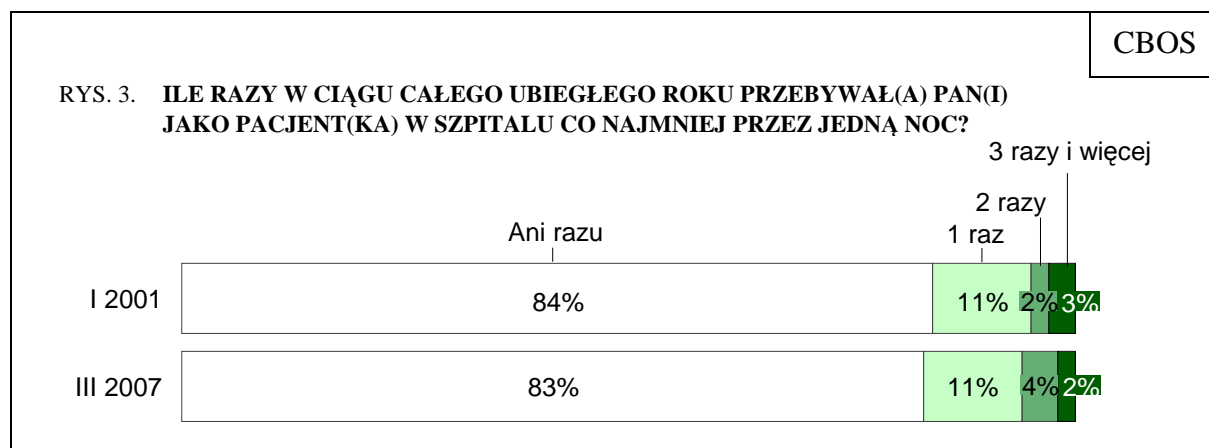 CBOS
RYS. 3. ILE RAZY W CIĄGU CAŁEGO UBIEGŁEGO ROKU PRZEBYWAŁ(A) PAN(I)
JAKO PACJENT(KA) W SZPITALU CO NAJMNIEJ PRZEZ JEDNĄ NOC?
3 razy i więcej
2 razy
Ani razu 1 raz
I 2001 84% 11% 2% 3%
III 2007 83% 11% 4% 2%